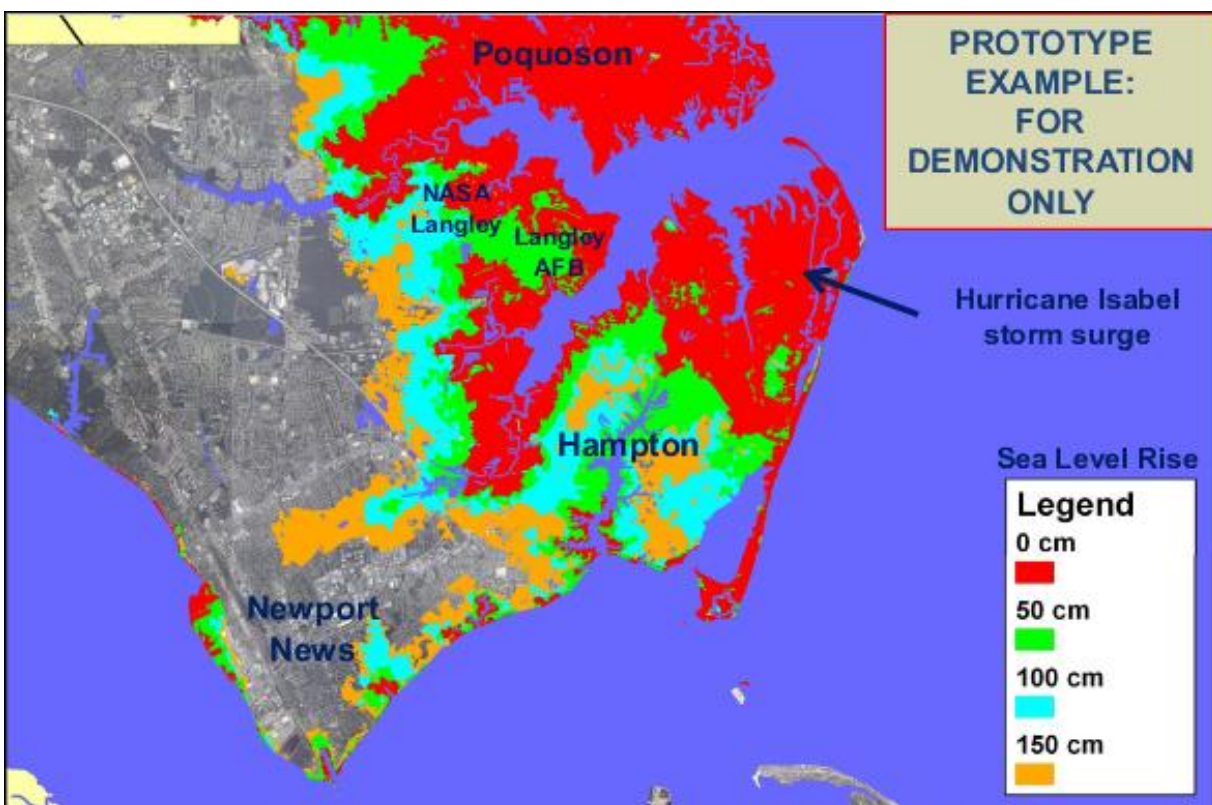 Poquoson
PROTOTYPE
EXAMPLE:
FOR
DEMONSTRATION
ONLY
NASA
Langley
Langley
AFB
Hurricane Isabel
storm surge
Hampton
Sea Level Rise
Legend
0 cm
50 cm
100 cm
150 cm
Newport
News